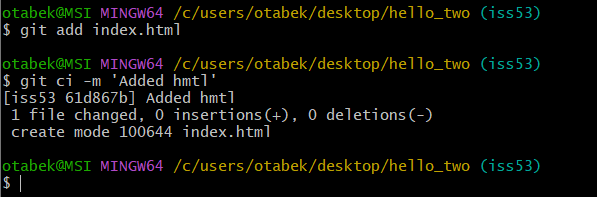 otabek@MSI MINGW64 /c/users/otabek/desktop/hello_two (iss53)
$ git add index.html
otabek@MSI MINGW64 /c/users/otabek/desktop/hello_two (iss53)
$ git ci -m 'Added hmtl'
[iss53 61d867b] Added hmtl
1 file changed, 0 insertions(+), 0 deletions(-)
create mode 100644 index.html
otabek@MSI MINGW64 /c/users/otabek/desktop/hello_two (iss53)
$